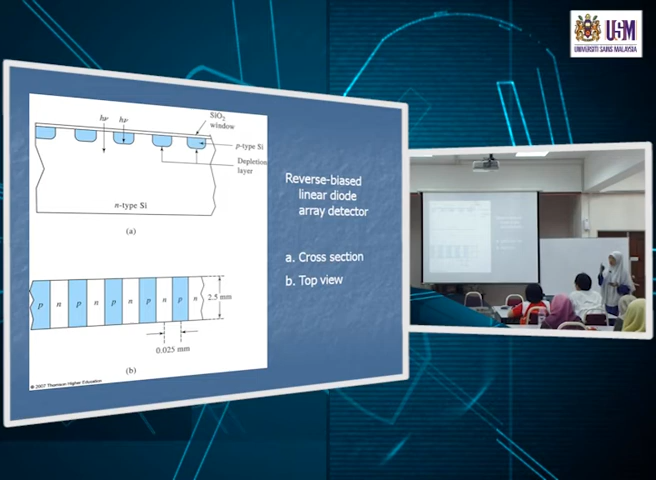 USM
UNIVERSITI SAINS MALAYSIA
hν hν
SiO2
window
p-type Si
Depletion
layer
n-type Si
(a)
Reverse-biased
linear diode
array detector
a. Cross section
b. Top view
p n p n p n p n p n
2.5 mm
0.025 mm
(b)
© 2007 Thomson Higher Education